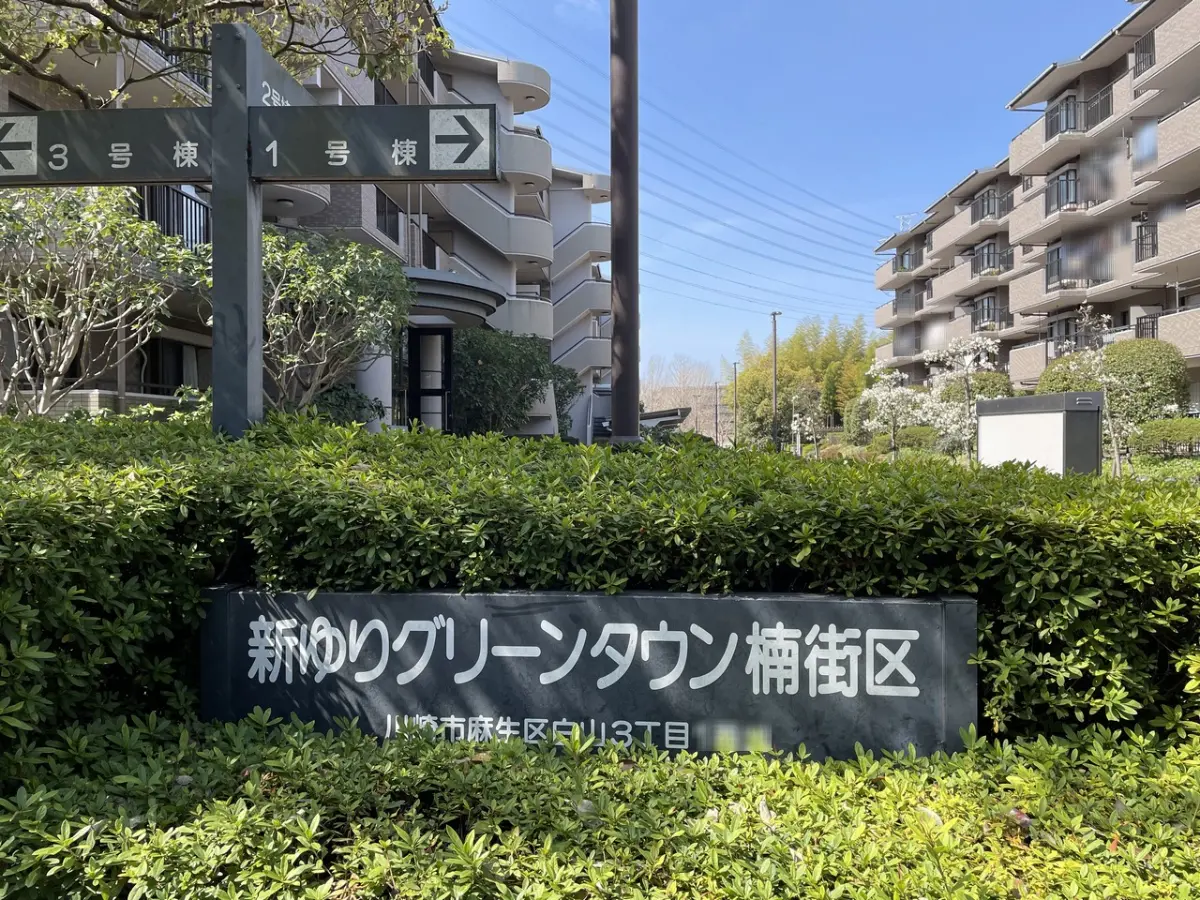 2号棟
← 3号棟
1号棟 →
新ゆりグリーンタウン楠街区
川崎市麻生区白山3丁目